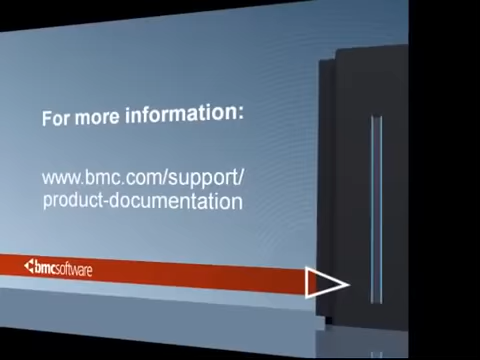 For more information:
www.bmc.com/support/
product-documentation
bmcsoftware